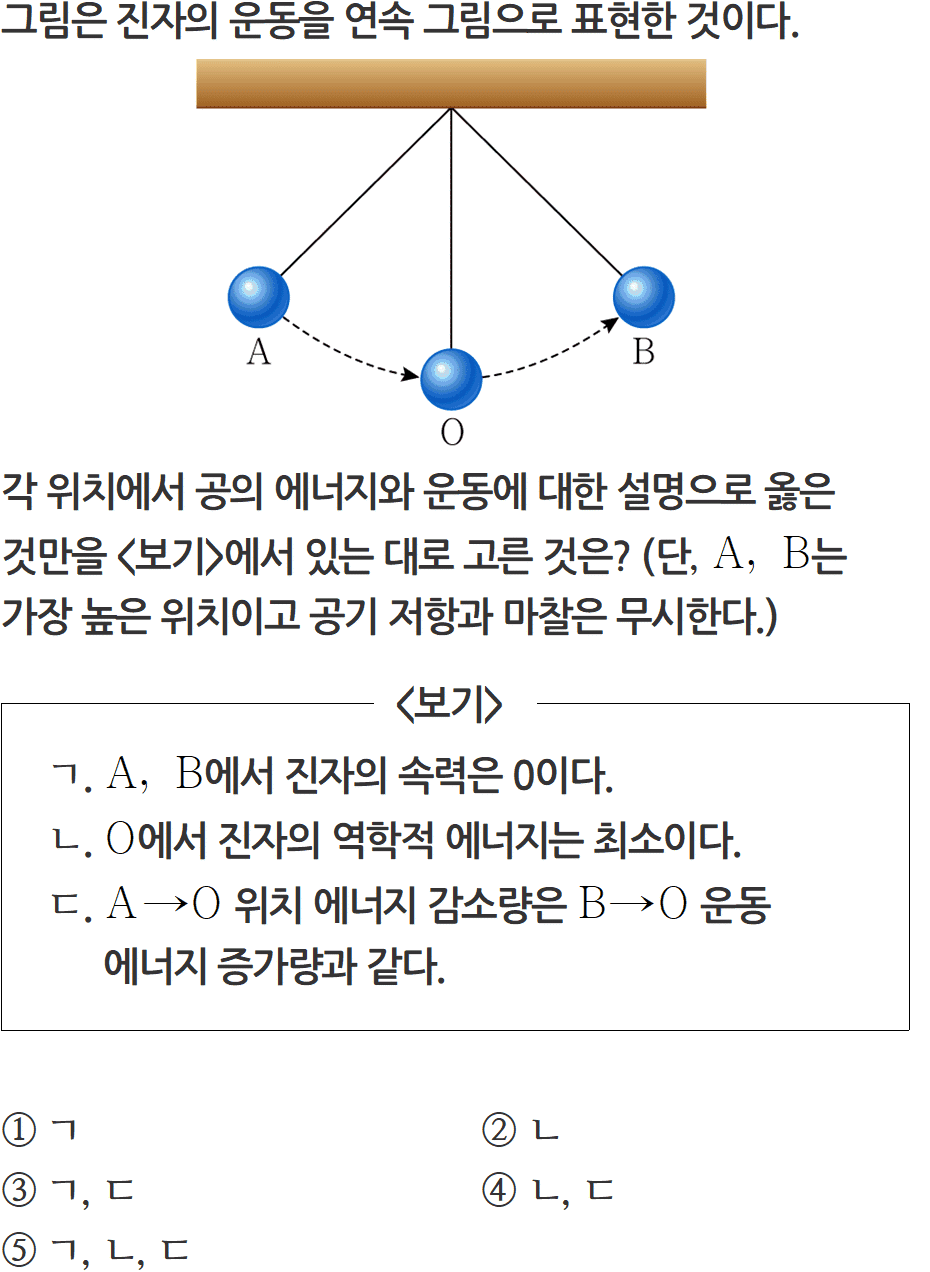 그림은 진자의 운동을 연속 그림으로 표현한 것이다.
A
B
O
각 위치에서 공의 에너지와 운동에 대한 설명으로 옳은
것만을 <보기>에서 있는 대로 고른 것은? (단, A, B는
가장 높은 위치이고 공기 저항과 마찰은 무시한다.)
<보기>
ㄱ. A, B에서 진자의 속력은 0이다.
ㄴ. O에서 진자의 역학적 에너지는 최소이다.
ㄷ. A→O 위치 에너지 감소량은 B→O 운동
에너지 증가량과 같다.
① ㄱ ② ㄴ
③ ㄱ, ㄷ ④ ㄴ, ㄷ
⑤ ㄱ, ㄴ, ㄷ